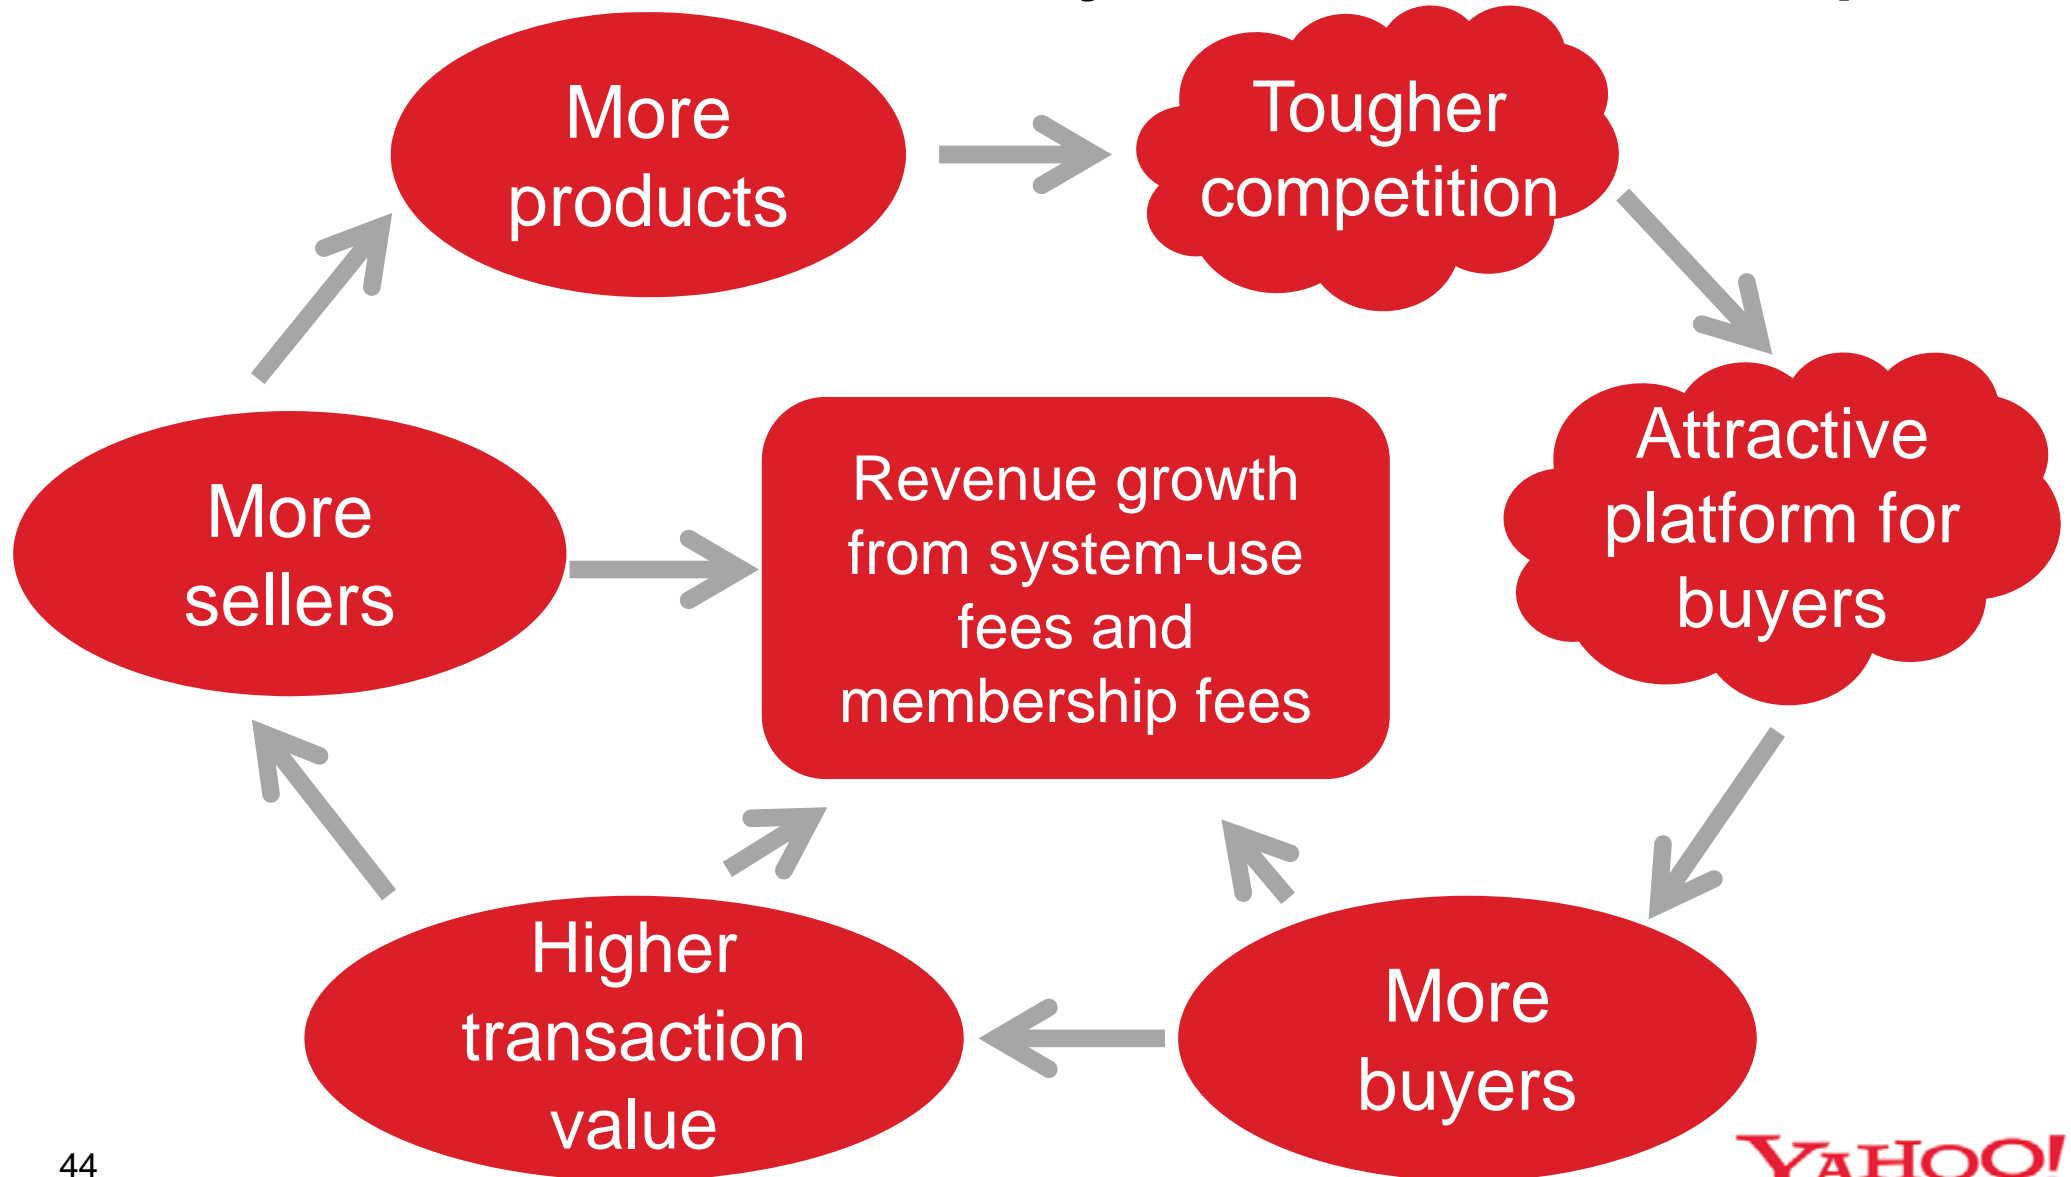 More
products
Tougher
competition
Attractive
platform for
buyers
More
sellers
Revenue growth
from system-use
fees and
membership fees
Higher
transaction
value
More
buyers
44
YAHOO!